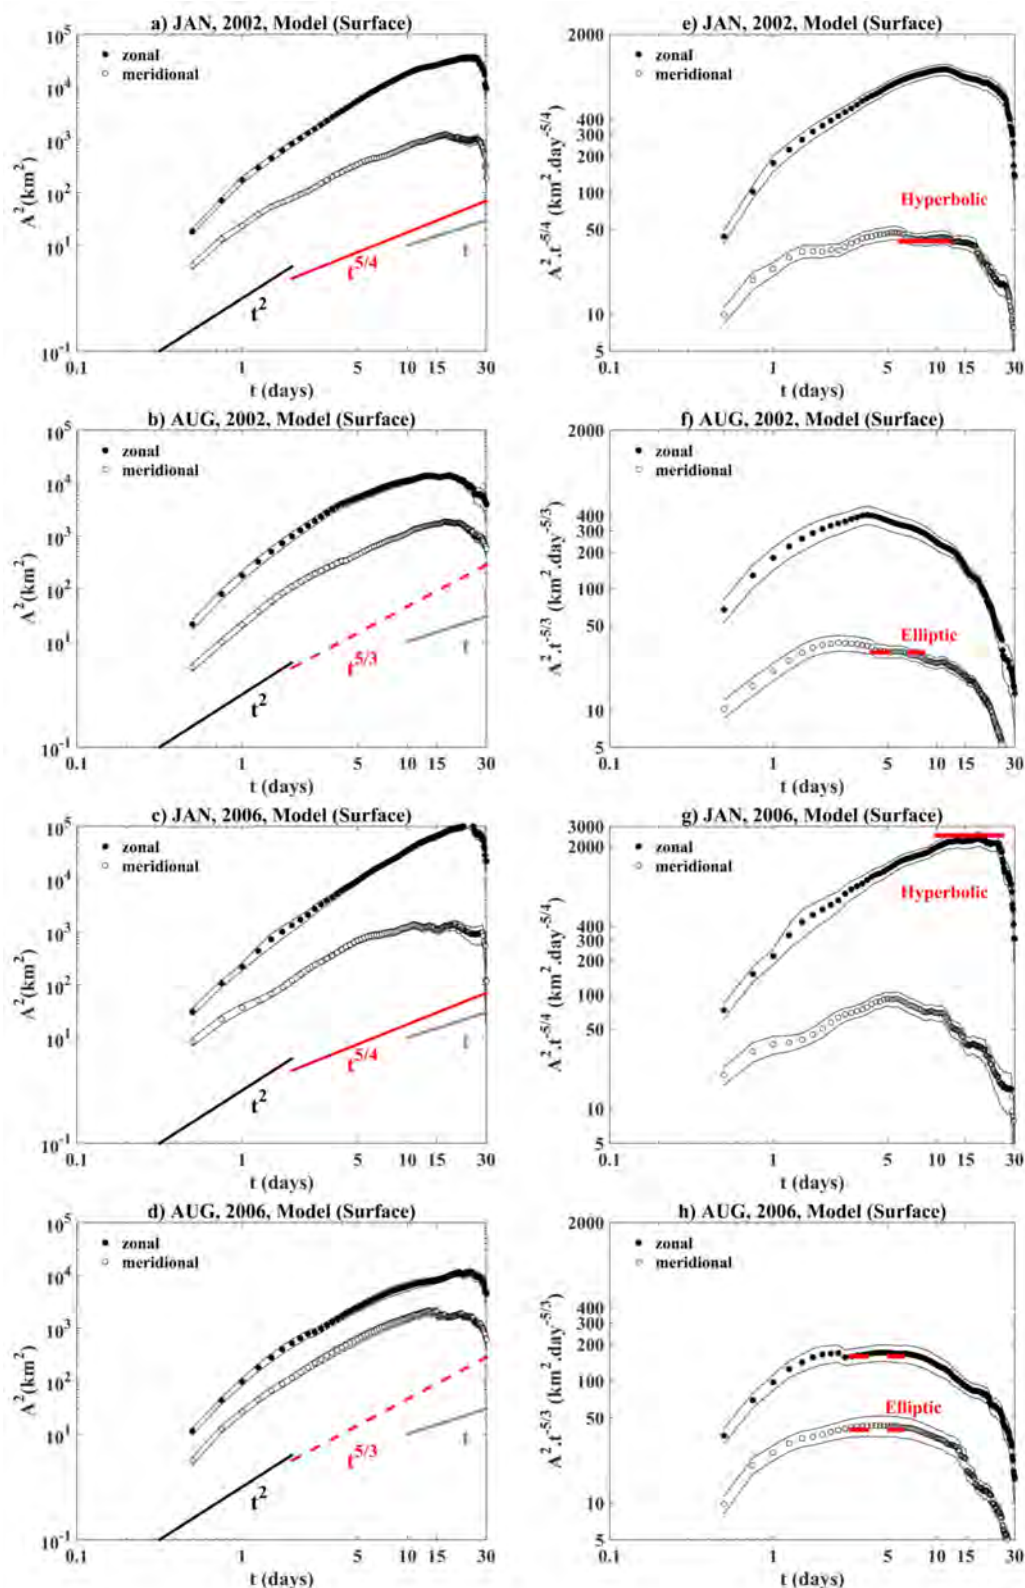 a) JAN, 2002, Model (Surface)
zonal
meridional
A²(km²)
10⁵
10⁴
10³
10²
10¹
10⁻¹
t²
t⁵/⁴
t
0.1 1 10 15 30
t (days)
e) JAN, 2002, Model (Surface)
zonal
meridional
A².t⁻⁵/⁴ (km².day⁻⁵/⁴)
2000
400
300
200
100
50
10
5
Hyperbolic
0.1 1 5 10 15 30
t (days)
b) AUG, 2002, Model (Surface)
zonal
meridional
A²(km²)
10⁵
10⁴
10³
10²
10¹
10⁻¹
t²
t⁵/³
t
0.1 1 10 15 30
t (days)
f) AUG, 2002, Model (Surface)
zonal
meridional
A².t⁻⁵/³ (km².day⁻⁵/³)
2000
400
300
200
100
50
10
5
Elliptic
0.1 1 5 10 15 30
t (days)
c) JAN, 2006, Model (Surface)
zonal
meridional
A²(km²)
10⁵
10⁴
10³
10²
10¹
10⁻¹
t²
t⁵/⁴
t
0.1 1 10 15 30
t (days)
g) JAN, 2006, Model (Surface)
zonal
meridional
A².t⁻⁵/⁴ (km².day⁻⁵/⁴)
3000
2000
400
300
200
100
50
10
5
Hyperbolic
0.1 1 5 10 15 30
t (days)
d) AUG, 2006, Model (Surface)
zonal
meridional
A²(km²)
10⁵
10⁴
10³
10²
10¹
10⁻¹
t²
t⁵/³
t
0.1 1 10 15 30
t (days)
h) AUG, 2006, Model (Surface)
zonal
meridional
A².t⁻⁵/³ (km².day⁻⁵/³)
2000
400
300
200
100
50
10
5
Elliptic
0.1 1 5 10 15 30
t (days)